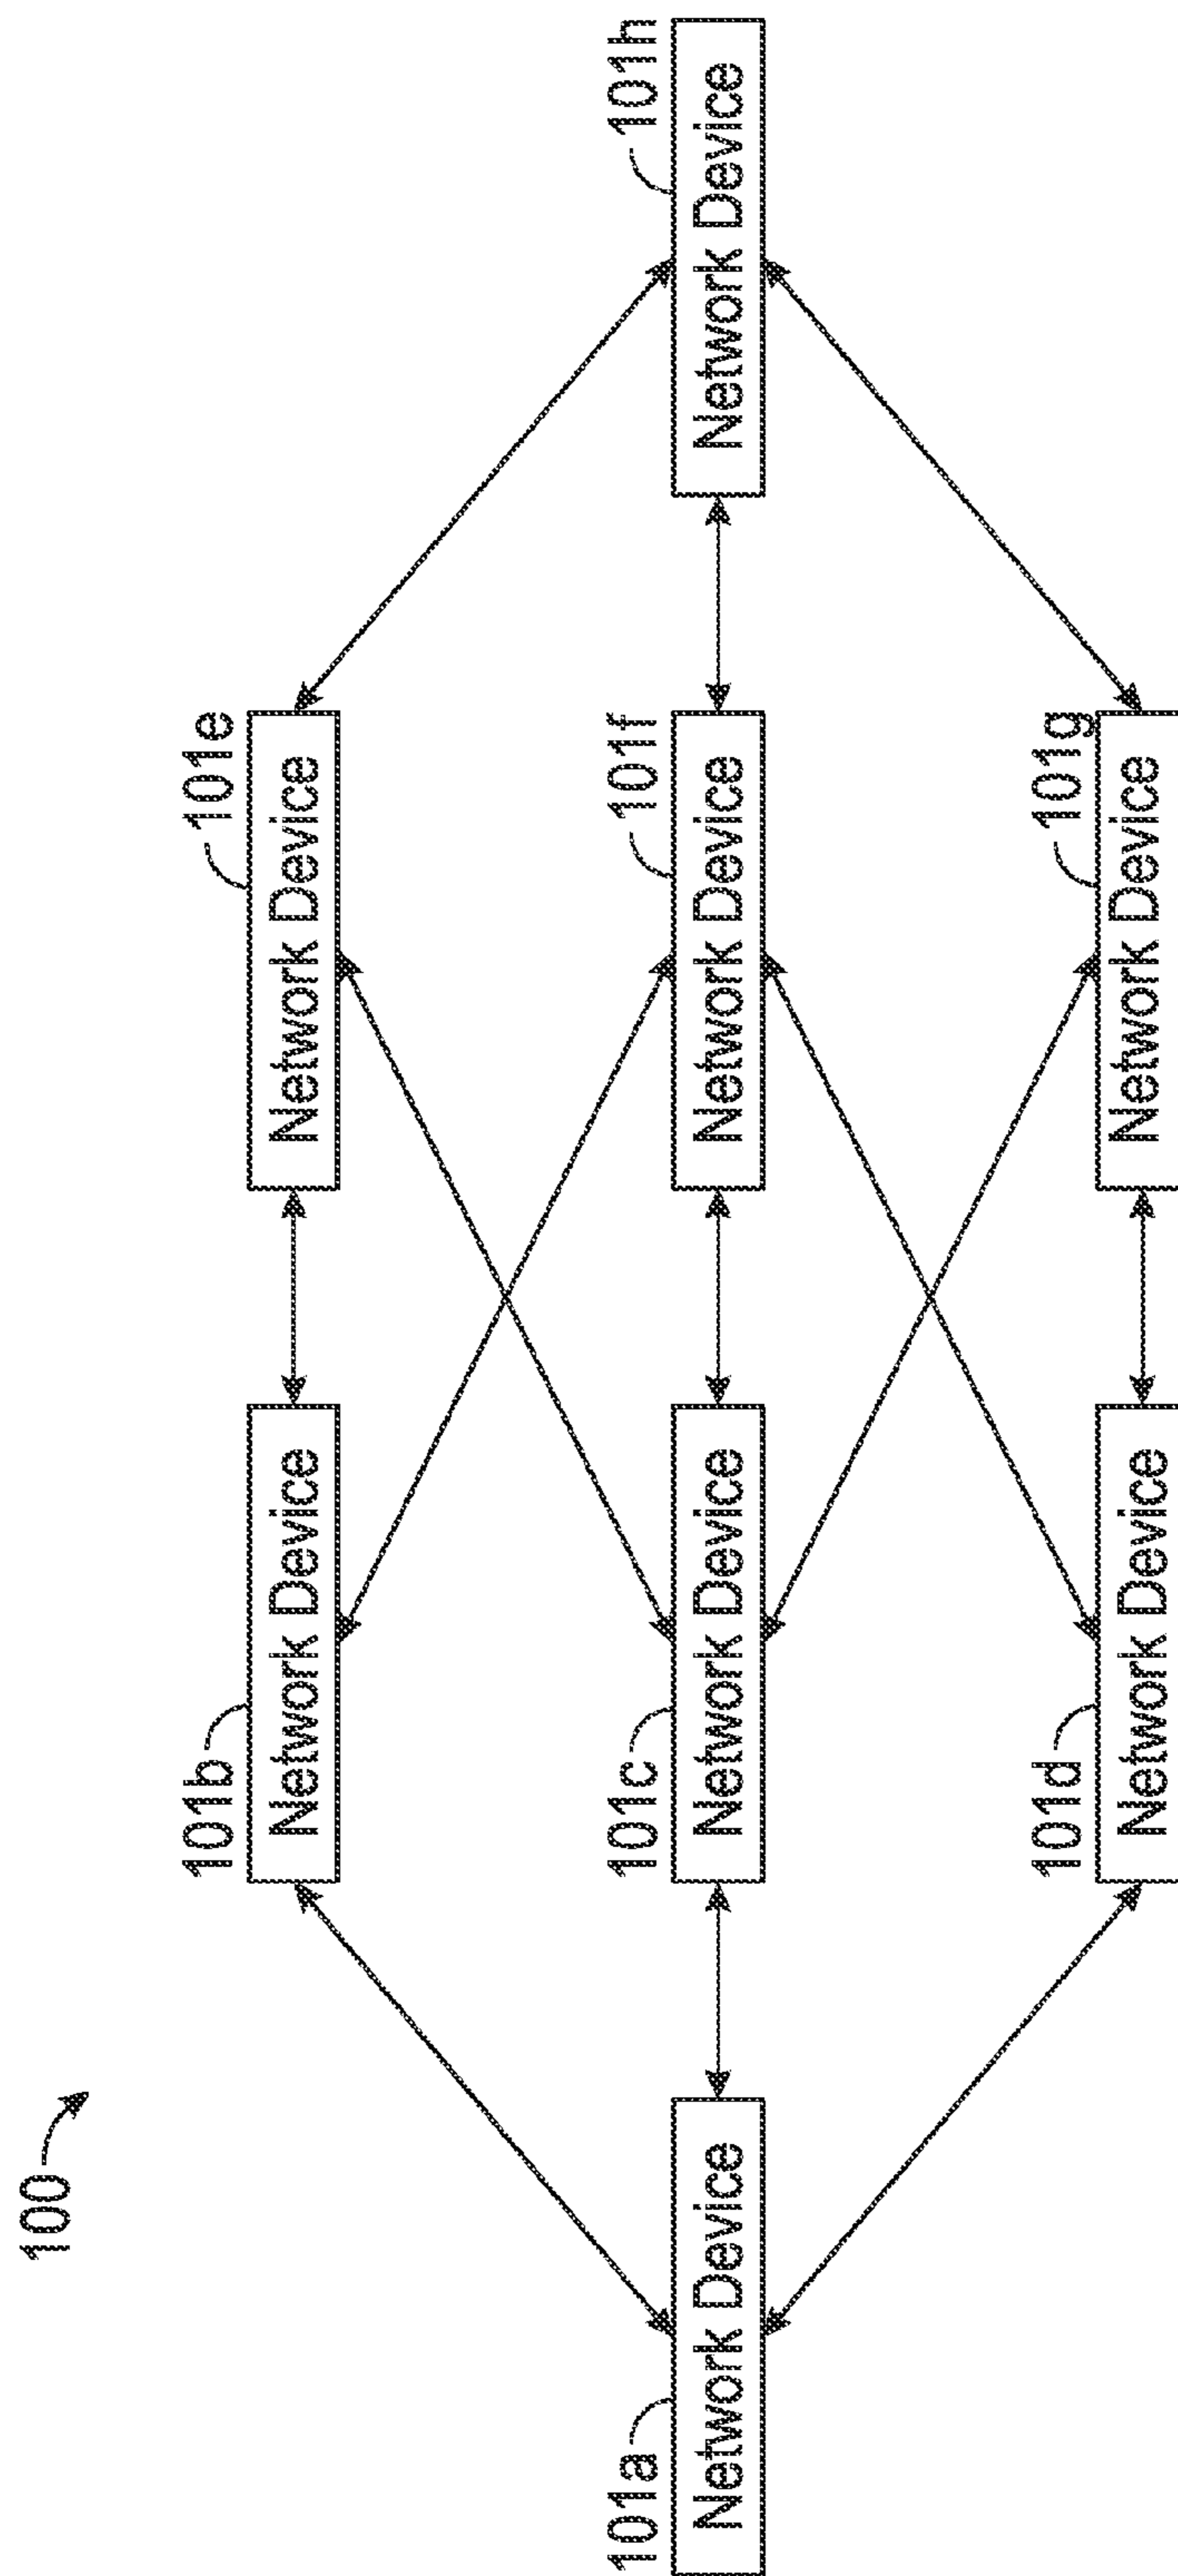 100
101b
Network Device
101e
Network Device
101a
Network Device
101c
Network Device
101f
Network Device
101h
Network Device
101d
Network Device
101g
Network Device